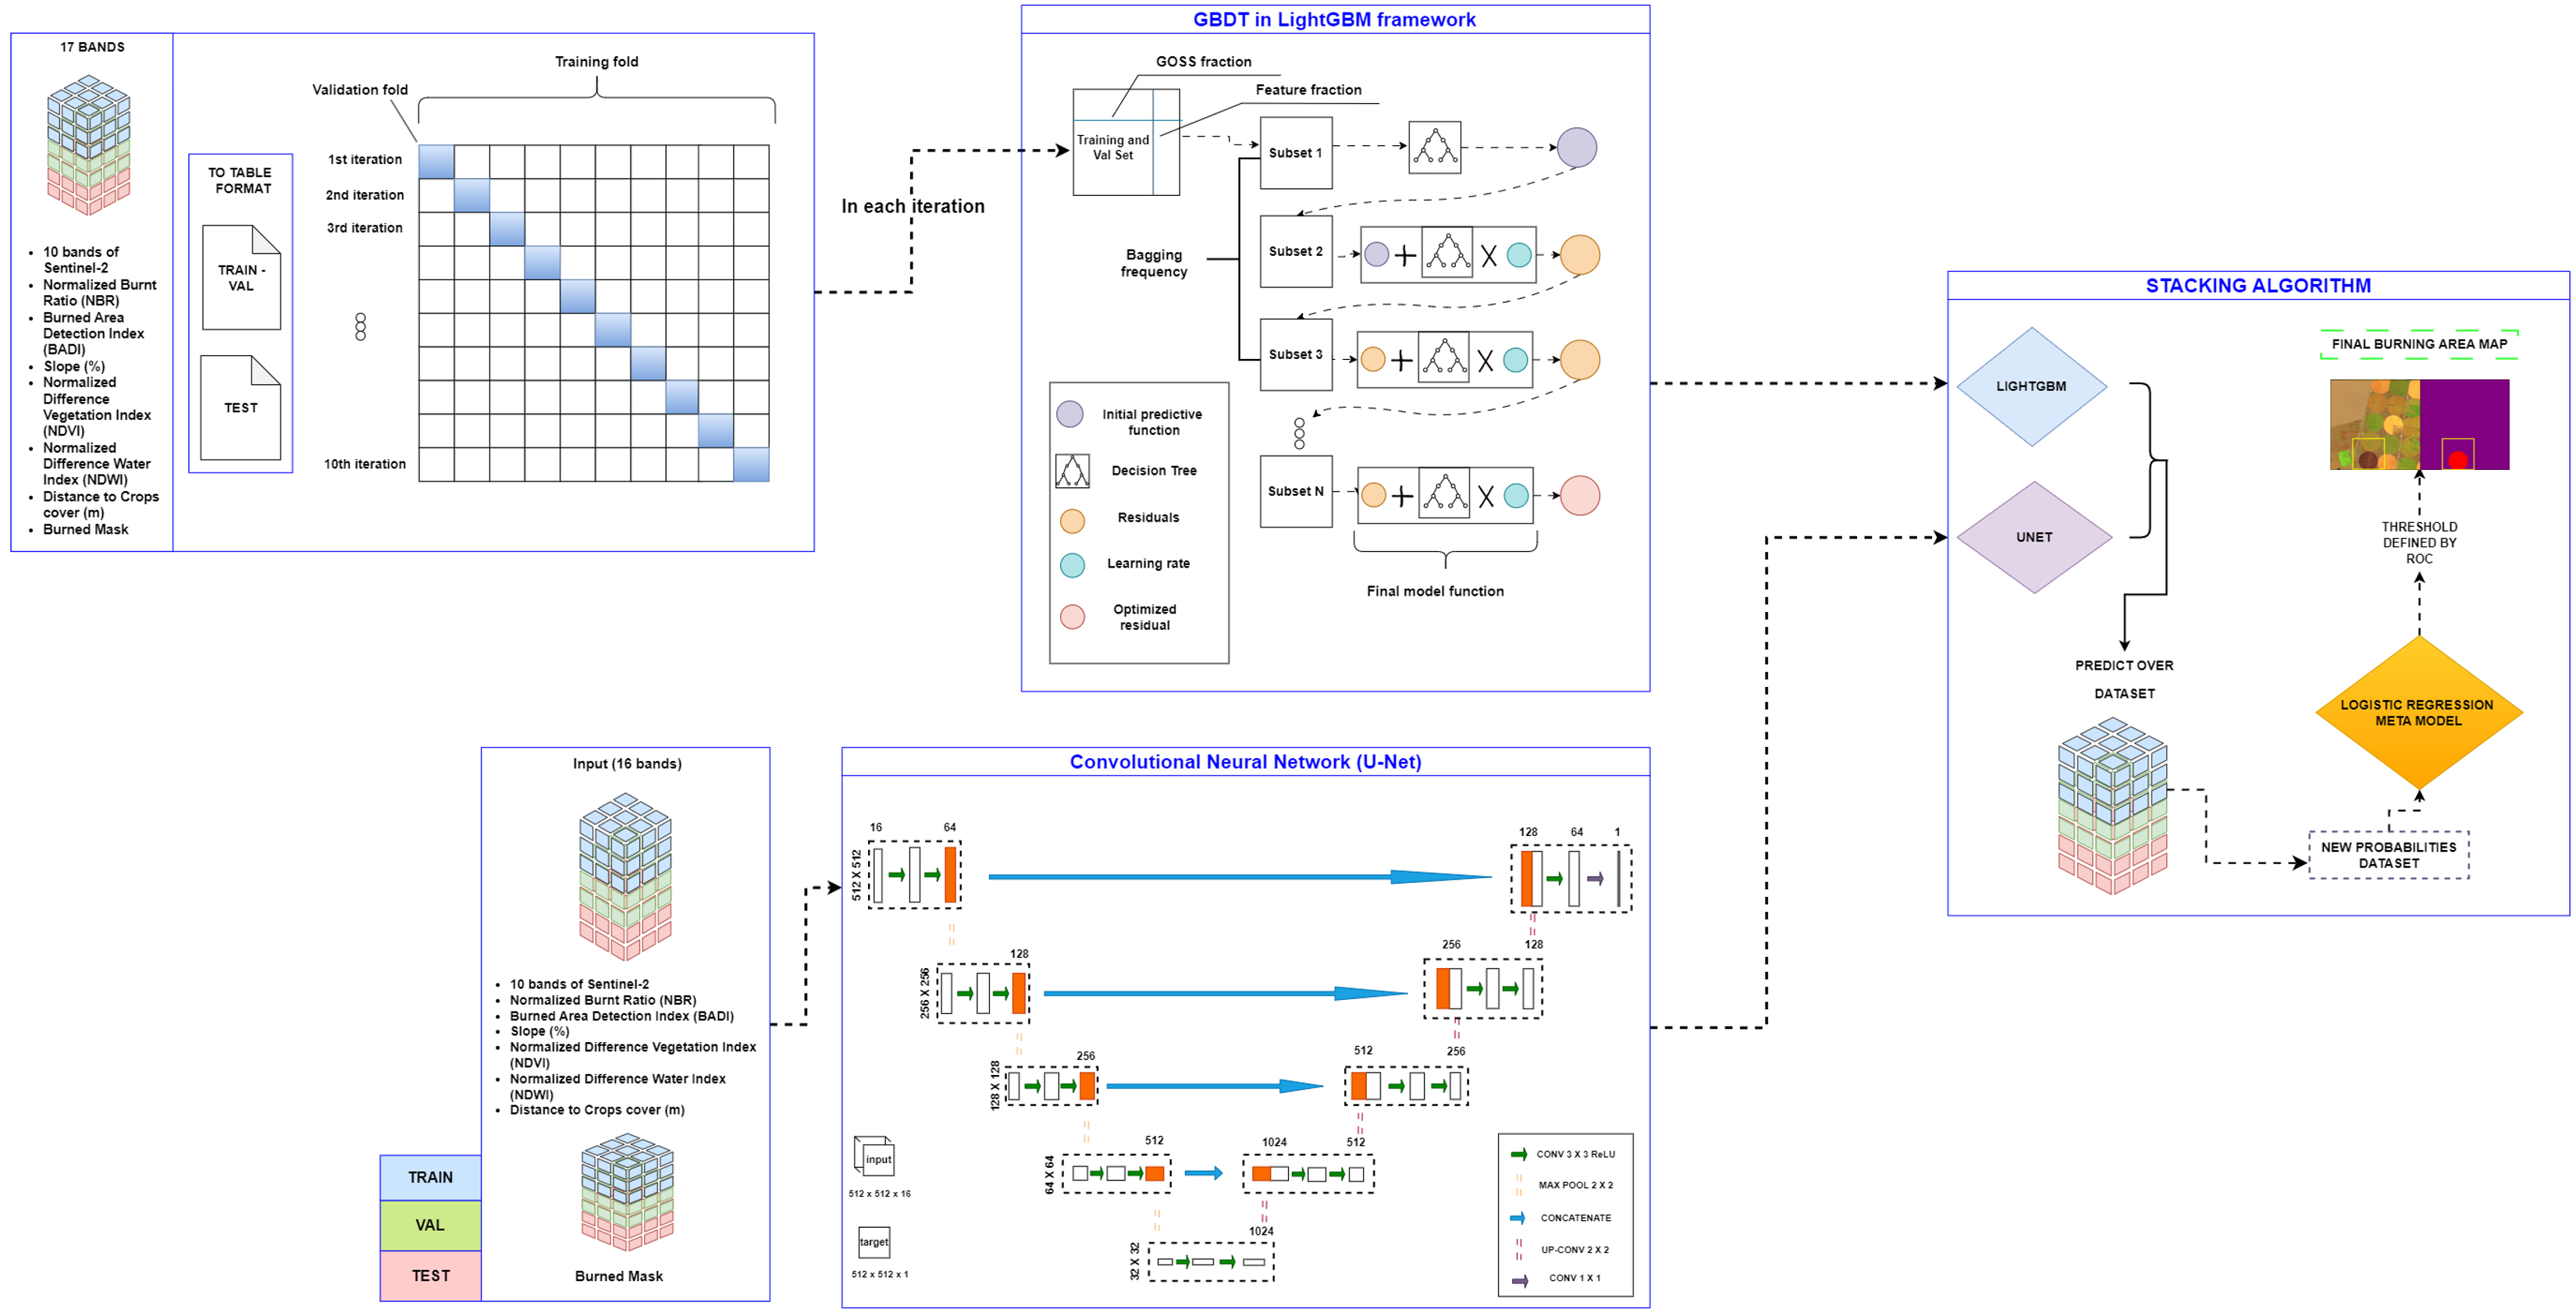 17 BANDS
10 bands of
Sentinel-2
Normalized Burnt
Ratio (NBR)
Burned Area
Detection Index
(BADI)
Slope (%)
Normalized
Difference
Vegetation Index
(NDVI)
Normalized
Difference Water
Index (NDWI)
Distance to Crops
cover (m)
Burned Mask
TO TABLE
FORMAT
TRAIN -
VAL
TEST
Training fold
Validation fold
1st iteration
2nd iteration
3rd iteration
10th iteration
In each iteration
GBDT in LightGBM framework
GOSS fraction
Feature fraction
Training and
Val Set
Subset 1
Subset 2
Bagging
frequency
Subset 3
Subset N
Final model function
Initial predictive
function
Decision Tree
Residuals
Learning rate
Optimized
residual
Input (16 bands)
10 bands of Sentinel-2
Normalized Burnt Ratio (NBR)
Burned Area Detection Index (BADI)
Slope (%)
Normalized Difference Vegetation Index
(NDVI)
Normalized Difference Water Index
(NDWI)
Distance to Crops cover (m)
Burned Mask
TRAIN
VAL
TEST
Convolutional Neural Network (U-Net)
16 64
512 X 512
128 64 1
128
256 X 256
256 128
256
128 X 128
512 256
512
64 X 64
1024 512
1024
32 X 32
input
512 x 512 x 16
target
512 x 512 x 1
CONV 3 X 3 ReLU
MAX POOL 2 X 2
CONCATENATE
UP-CONV 2 X 2
CONV 1 X 1
STACKING ALGORITHM
LIGHTGBM
UNET
PREDICT OVER
DATASET
NEW PROBABILITIES
DATASET
LOGISTIC REGRESSION
META MODEL
THRESHOLD
DEFINED BY
ROC
FINAL BURNING AREA MAP